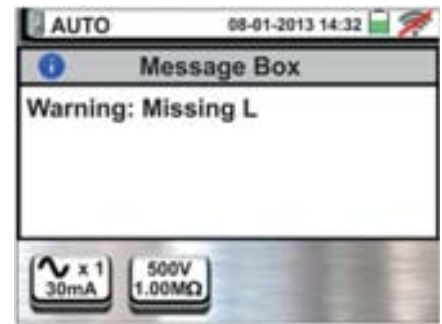 AUTO 08-01-2013 14:32
Message Box
Warning: Missing L
x 1 500V
30mA 1.00MΩ